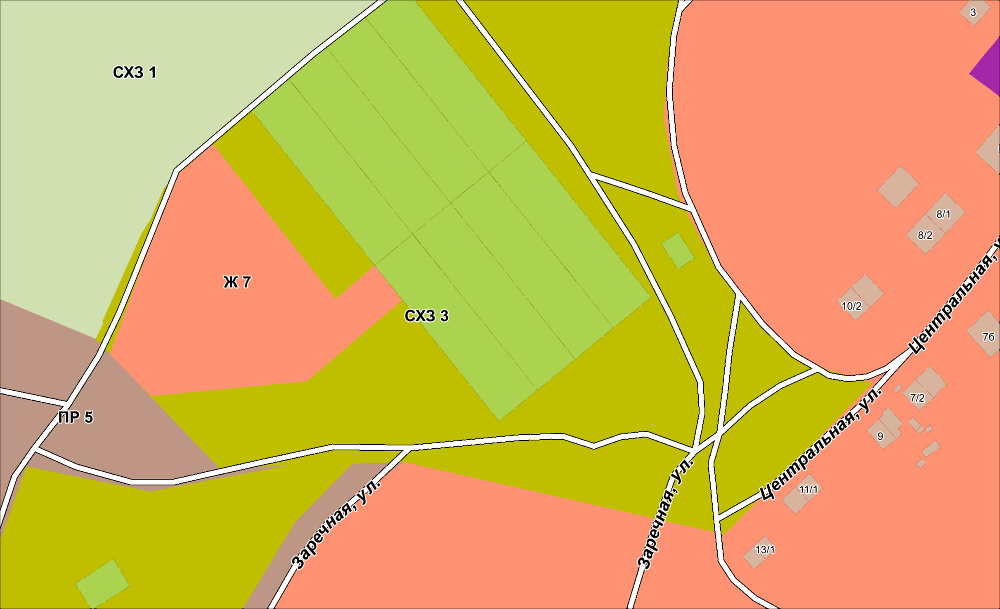 3
СХЗ 1
8/1
8/2
Ж 7
10/2
СХЗ 3
Центральная, у
7б
7/2
ПР 5
9
Центральная, ул.
11/1
Заречная, ул.
Заречная, ул.
13/1